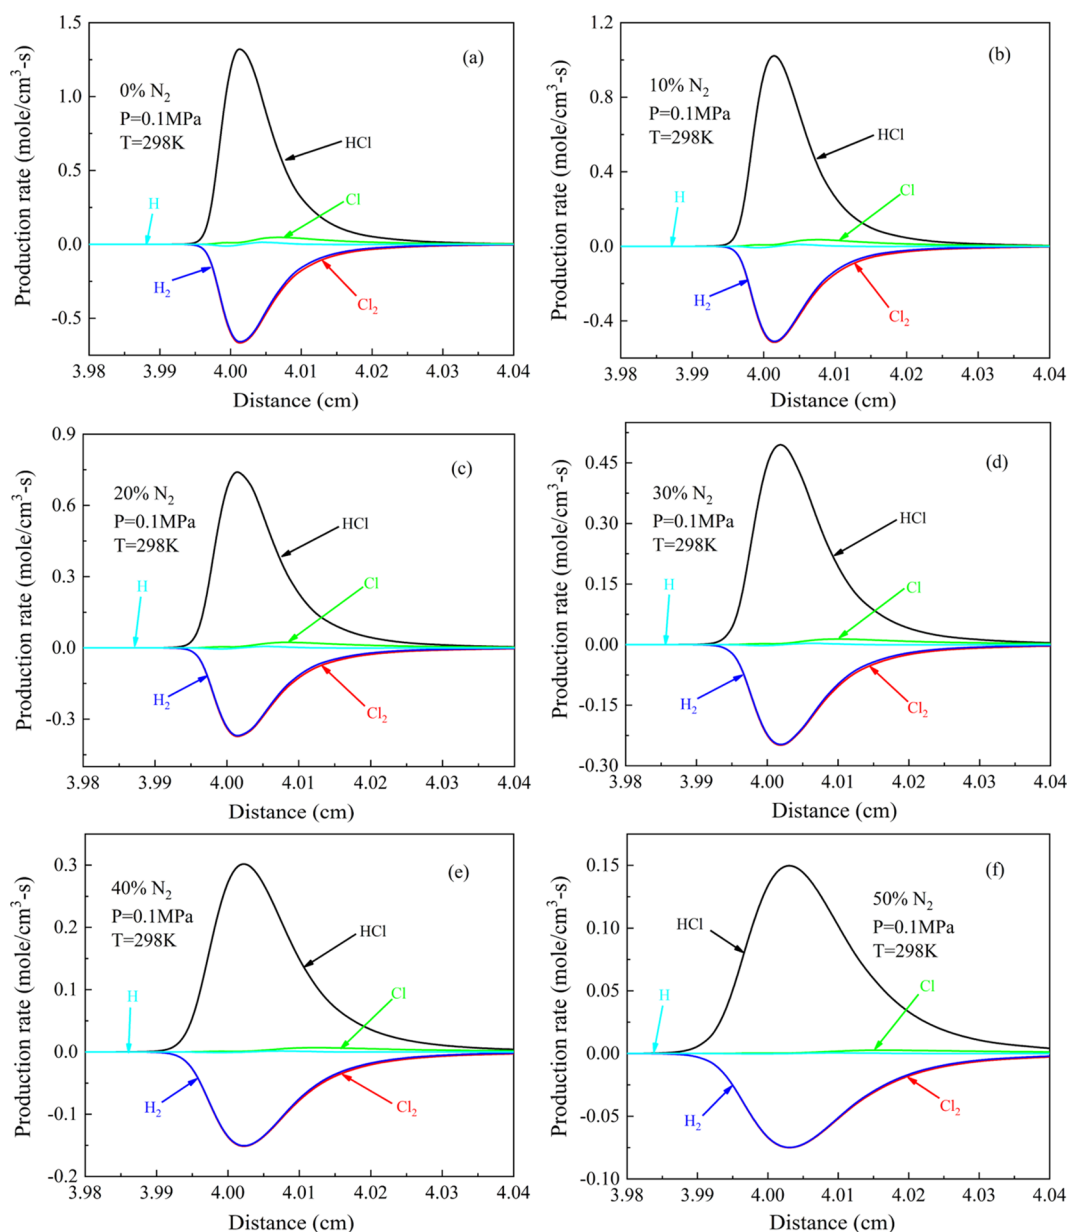 (a)
0% N₂
P=0.1MPa
T=298K
HCl
H
Cl
H₂
Cl₂
Production rate (mole/cm³-s)
1.5
1.0
0.5
0.0
-0.5
3.98 3.99 4.00 4.01 4.02 4.03 4.04
Distance (cm)
(b)
10% N₂
P=0.1MPa
T=298K
HCl
H
Cl
H₂
Cl₂
Production rate (mole/cm³-s)
1.2
0.8
0.4
0.0
-0.4
3.98 3.99 4.00 4.01 4.02 4.03 4.04
Distance (cm)
(c)
20% N₂
P=0.1MPa
T=298K
HCl
H
Cl
H₂
Cl₂
Production rate (mole/cm³-s)
0.9
0.6
0.3
0.0
-0.3
3.98 3.99 4.00 4.01 4.02 4.03 4.04
Distance (cm)
(d)
30% N₂
P=0.1MPa
T=298K
HCl
H
Cl
H₂
Cl₂
Production rate (mole/cm³-s)
0.45
0.30
0.15
0.00
-0.15
-0.30
3.98 3.99 4.00 4.01 4.02 4.03 4.04
Distance (cm)
(e)
40% N₂
P=0.1MPa
T=298K
HCl
H
Cl
H₂
Cl₂
Production rate (mole/cm³-s)
0.3
0.2
0.1
0.0
-0.1
-0.2
3.98 3.99 4.00 4.01 4.02 4.03 4.04
Distance (cm)
(f)
50% N₂
P=0.1MPa
T=298K
HCl
H
Cl
H₂
Cl₂
Production rate (mole/cm³-s)
0.15
0.10
0.05
0.00
-0.05
-0.10
3.98 3.99 4.00 4.01 4.02 4.03 4.04
Distance (cm)